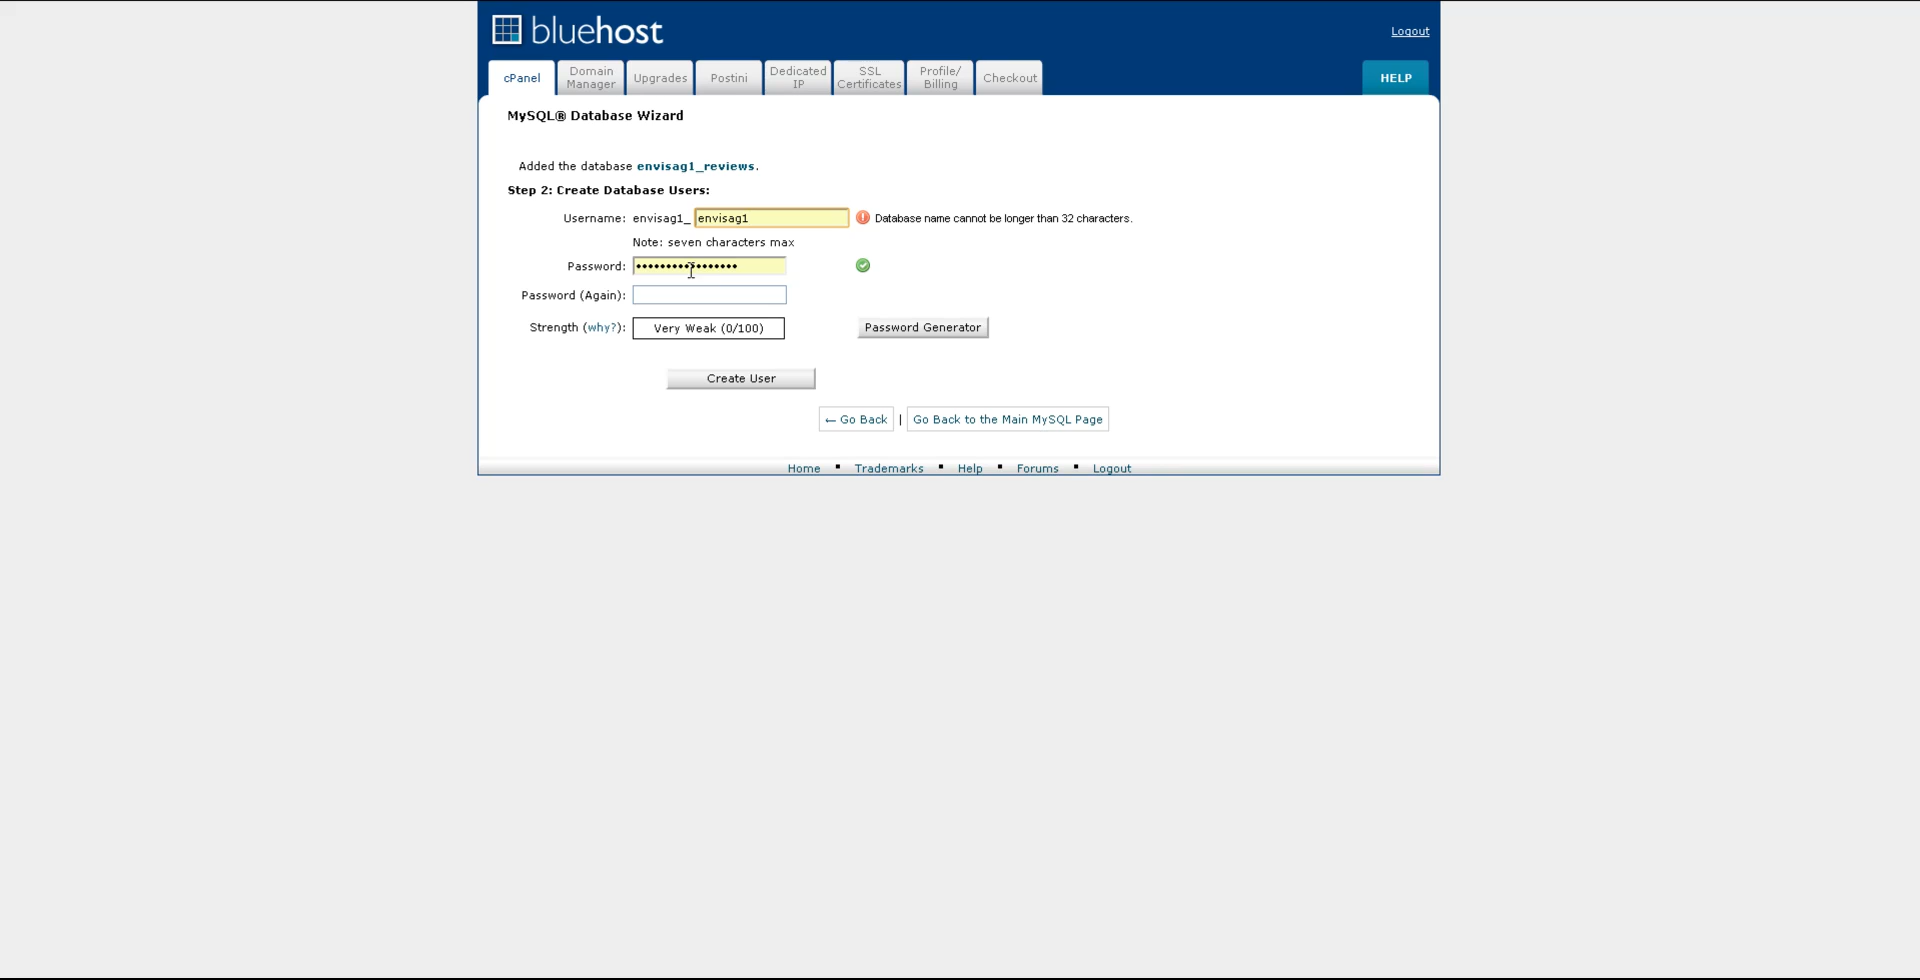 bluehost
Logout
cPanel
Domain Manager
Upgrades
Postini
Dedicated IP
SSL Certificates
Profile/ Billing
Checkout
HELP
MySQL® Database Wizard
Added the database envisag1_reviews.
Step 2: Create Database Users:
Username: envisag1_ envisag1 Database name cannot be longer than 32 characters.
Note: seven characters max
Password: •••••••••••••••••
Password (Again):
Strength (why?): Very Weak (0/100) Password Generator
Create User
← Go Back | Go Back to the Main MySQL Page
Home ▪ Trademarks ▪ Help ▪ Forums ▪ Logout